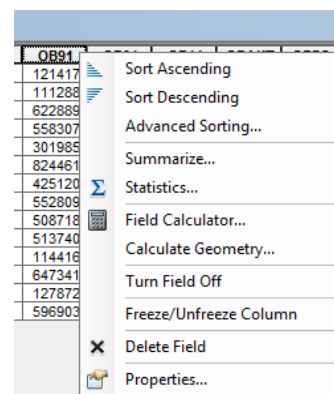 OB91
121417 Sort Ascending
111288 Sort Descending
622889
558307 Advanced Sorting...
301985
824461 Summarize...
425120 Statistics...
552809
508718 Field Calculator...
513740
114416 Calculate Geometry...
647341 Turn Field Off
127872
596903 Freeze/Unfreeze Column
Delete Field
Properties...